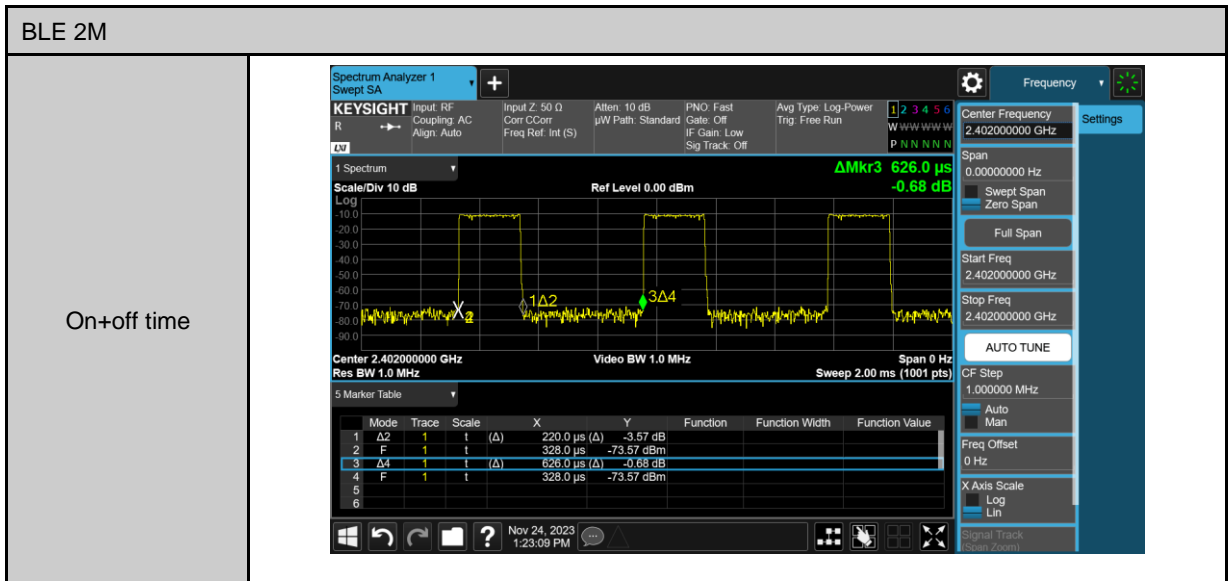 BLE 2M
On+off time
Spectrum Analyzer 1
Swept SA
Frequency
KEYSIGHT Input: RF Input Z: 50 Ω Atten: 10 dB PNO: Fast Avg Type: Log-Power 1 2 3 4 5 6
R Coupling: AC Corr CCorr µW Path: Standard Gate: Off Trig: Free Run W W W W W W
Align: Auto Freq Ref: Int (S) IF Gain: Low
LXI Sig Track: Off P N N N N N
1 Spectrum ΔMkr3 626.0 µs
Scale/Div 10 dB Ref Level 0.00 dBm -0.68 dB
Log
-10.0
-20.0
-30.0
-40.0
-50.0
-60.0
-70.0
-80.0
-90.0
X2 1Δ2 3Δ4
Center 2.402000000 GHz Video BW 1.0 MHz Span 0 Hz
Res BW 1.0 MHz Sweep 2.00 ms (1001 pts)
5 Marker Table
Mode Trace Scale X Y Function Function Width Function Value
1 Δ2 1 t (Δ) 220.0 µs (Δ) -3.57 dB
2 F 1 t 328.0 µs -73.57 dBm
3 Δ4 1 t (Δ) 626.0 µs (Δ) -0.68 dB
4 F 1 t 328.0 µs -73.57 dBm
5
6
?
Nov 24, 2023
1:23:09 PM
Center Frequency
2.402000000 GHz
Settings
Span
0.00000000 Hz
Swept Span
Zero Span
Full Span
Start Freq
2.402000000 GHz
Stop Freq
2.402000000 GHz
AUTO TUNE
CF Step
1.000000 MHz
Auto
Man
Freq Offset
0 Hz
X Axis Scale
Log
Lin
Signal Track
(Span Zoom)